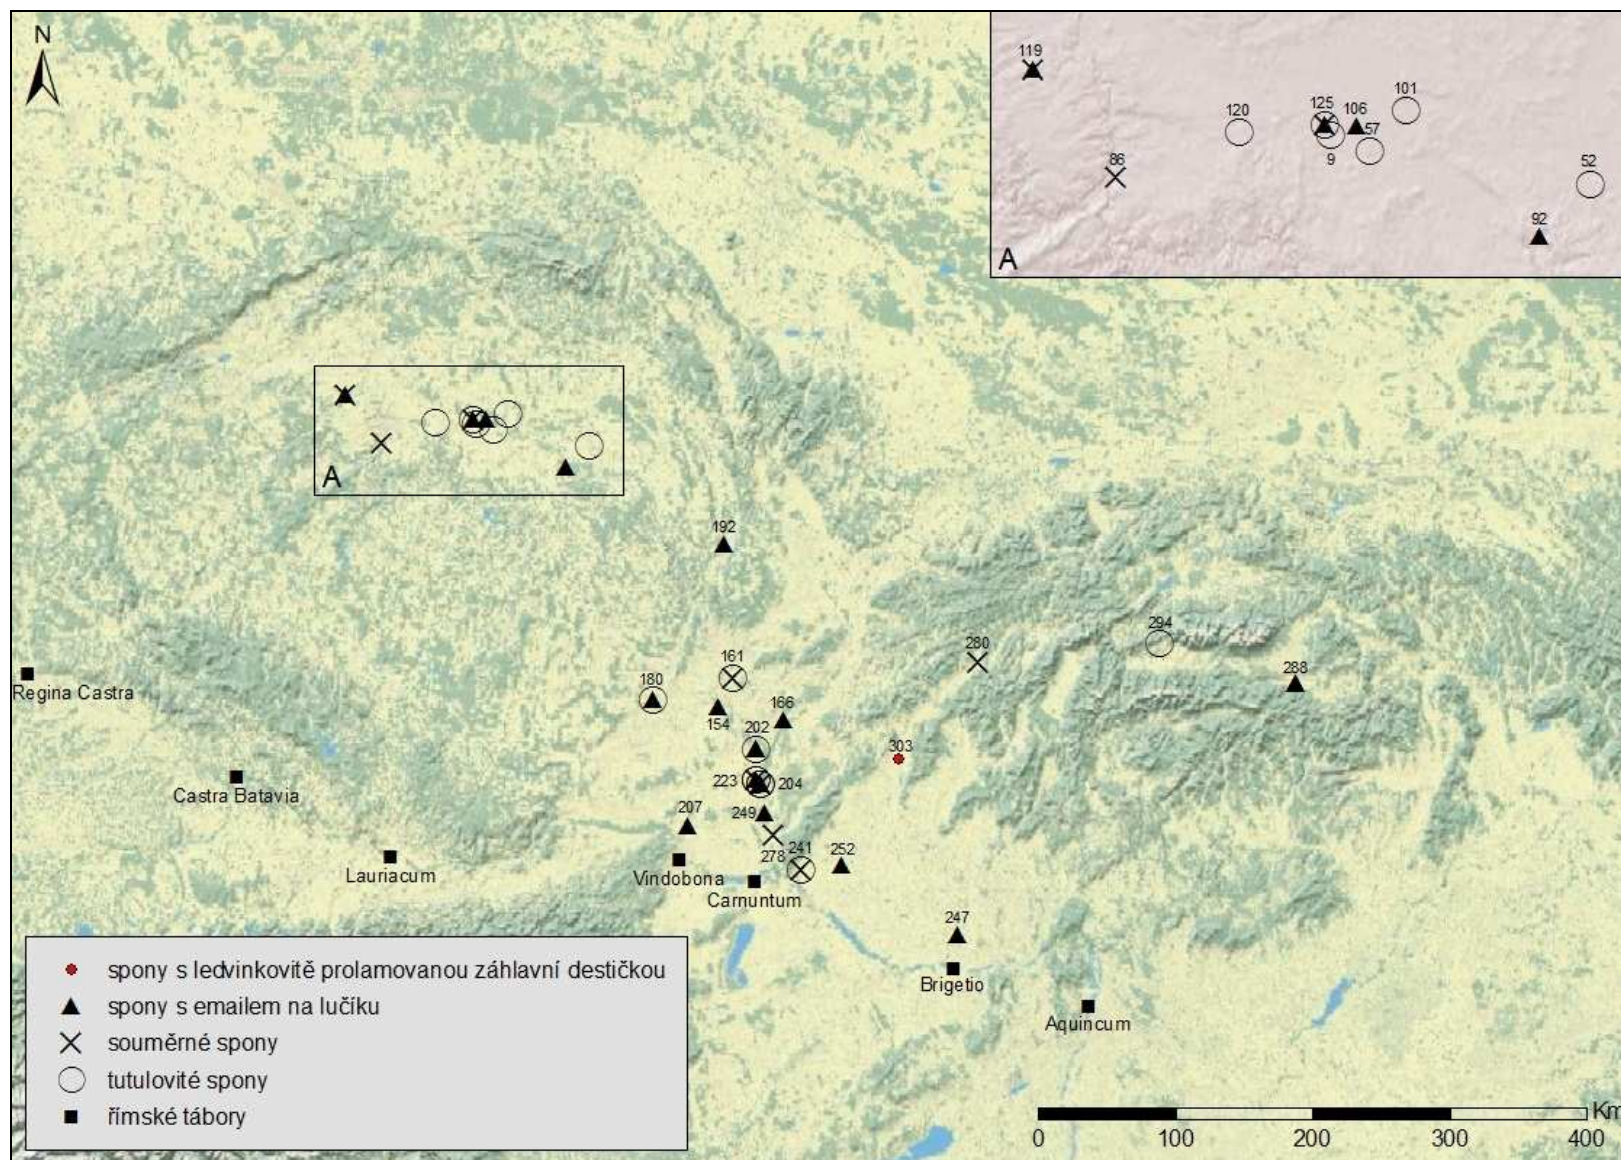 N
119
101
120
125
106
57
9
86
52
92
A
A
192
294
280
161
288
180
154
166
202
303
223
204
249
207
278
241
252
247
Regina Castra
Castra Batavia
Lauriacum
Vindobona
Carnuntum
Brigetio
Aquincum
spony s ledvinkovitě prolamovanou záhlavní destičkou
spony s emailem na lučíku
souměrné spony
tutulovité spony
římské tábory
Km
0 100 200 300 400